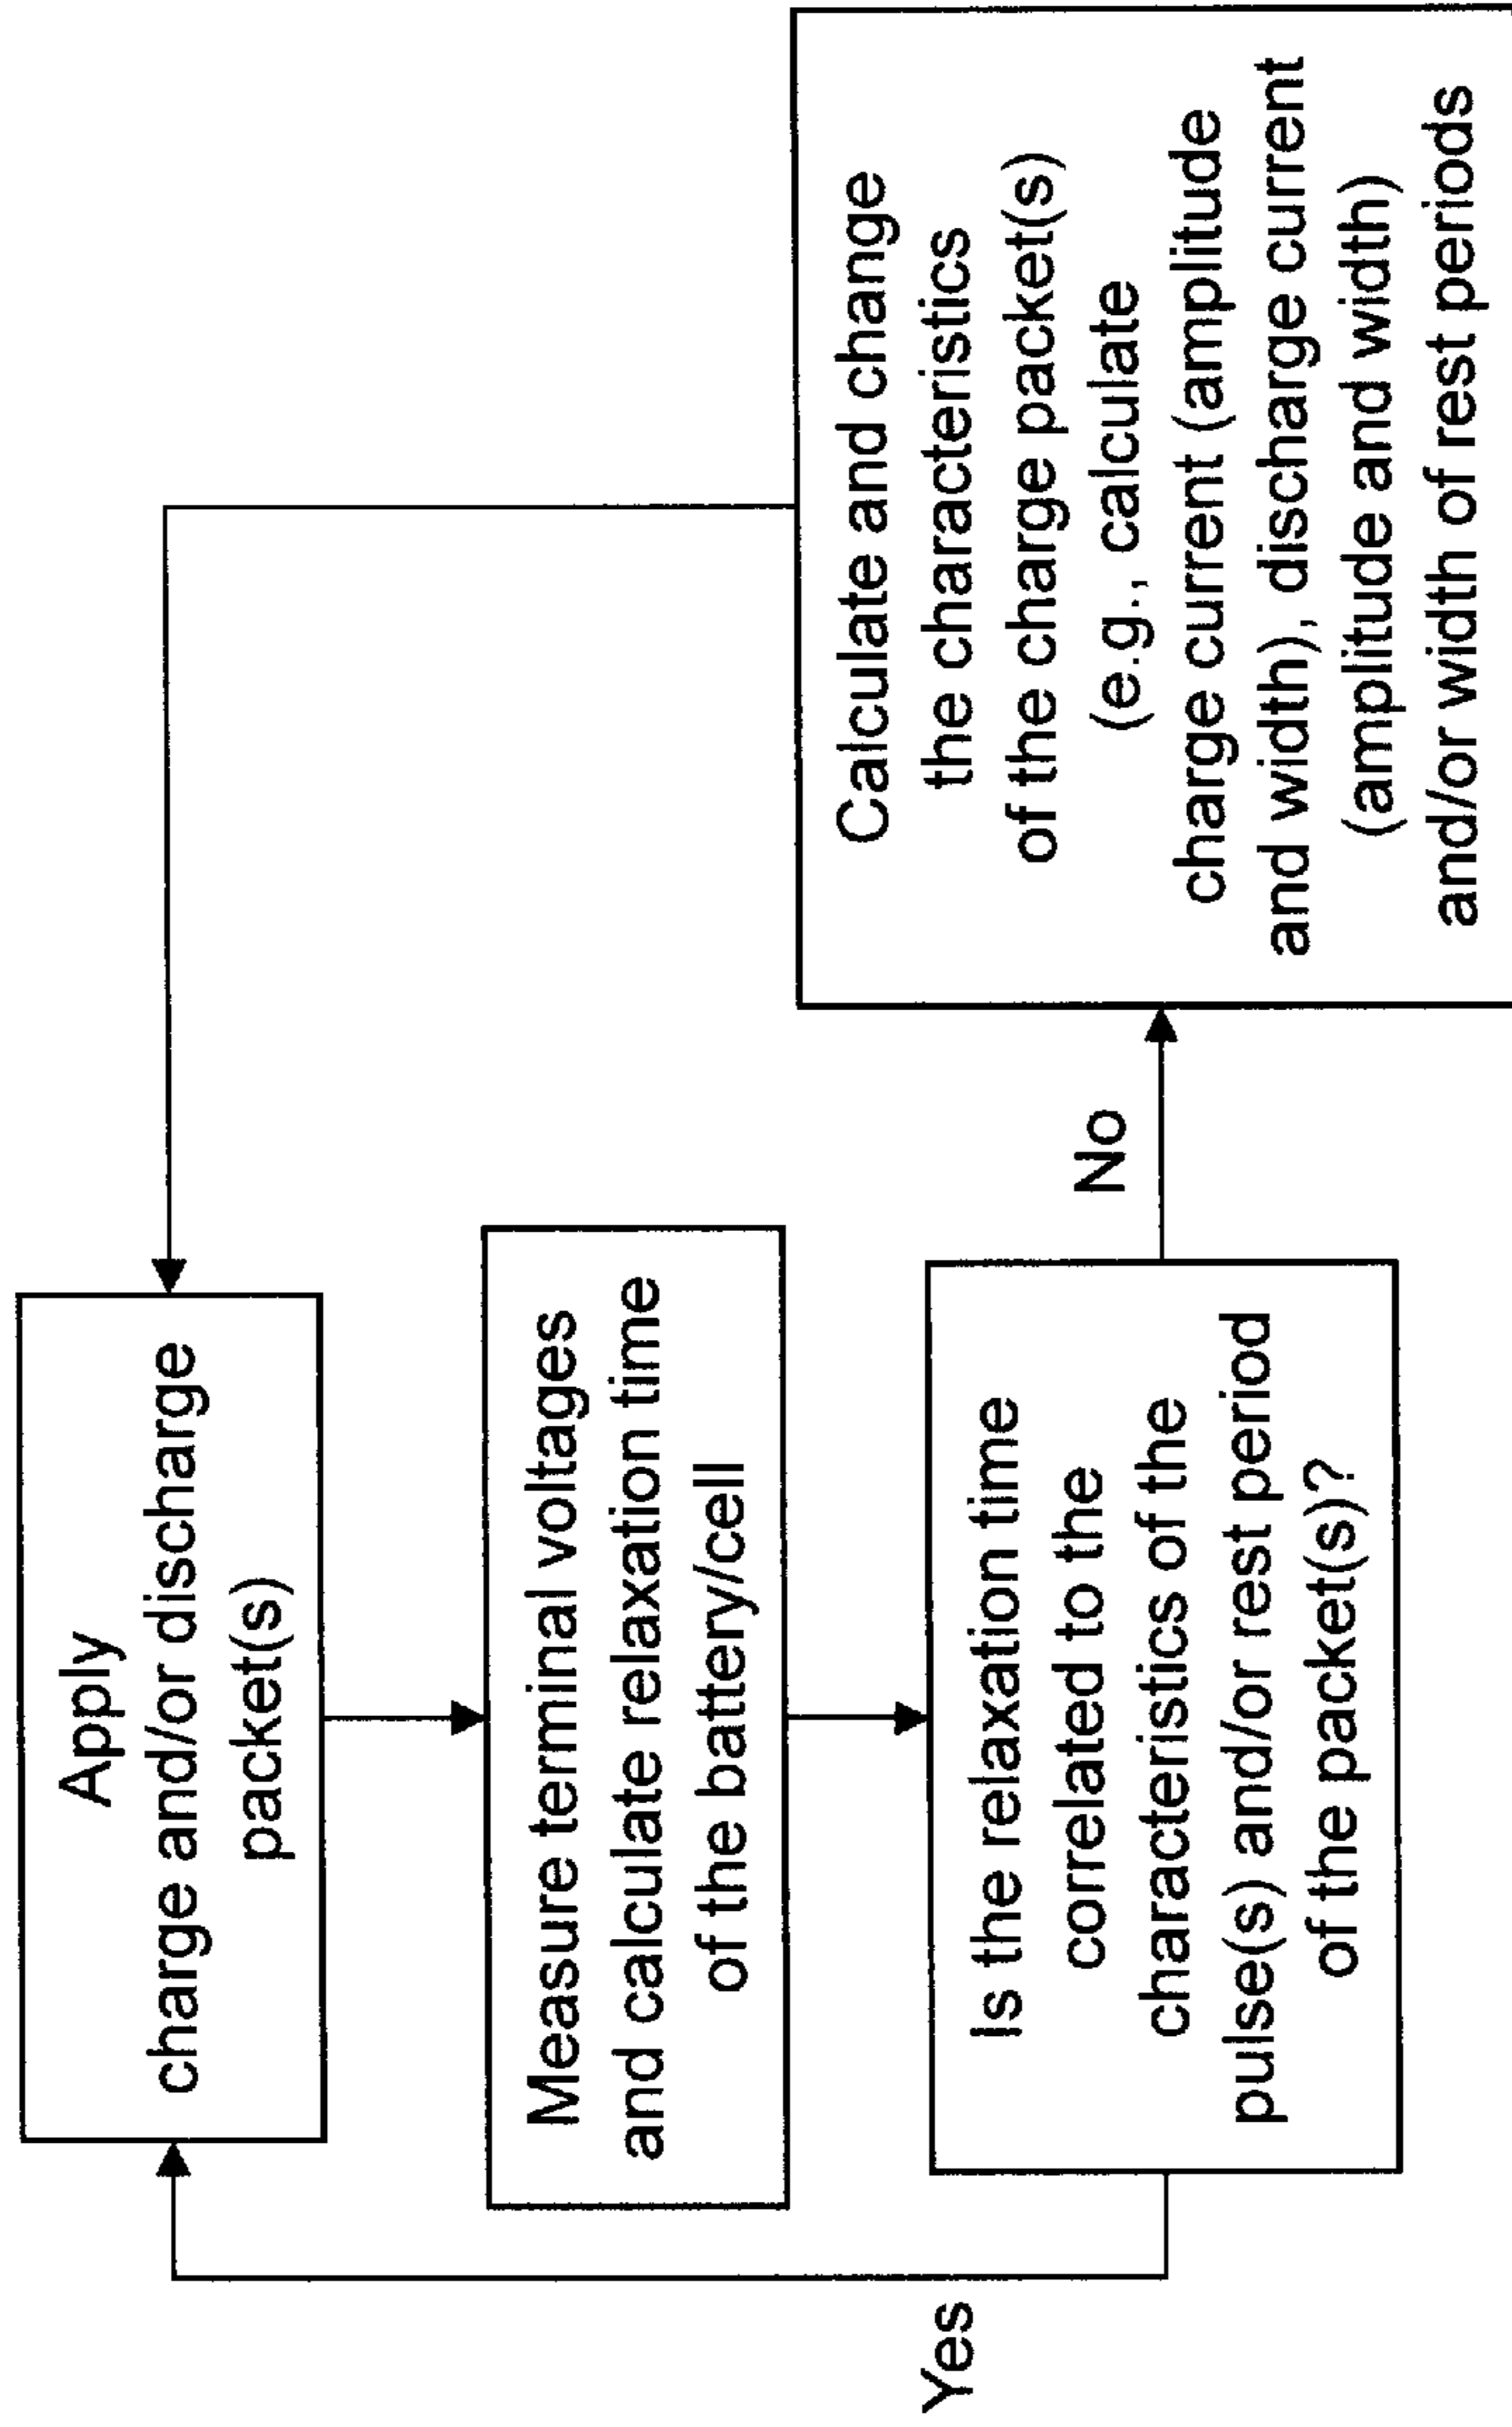 Apply
charge and/or discharge
packet(s)
Measure terminal voltages
and calculate relaxation time
of the battery/cell
Is the relaxation time
correlated to the
characteristics of the
pulse(s) and/or rest period
of the packet(s)?
Yes
No
Calculate and change
the characteristics
of the charge packet(s)
(e.g., calculate
charge current (amplitude
and width), discharge current
(amplitude and width)
and/or width of rest periods